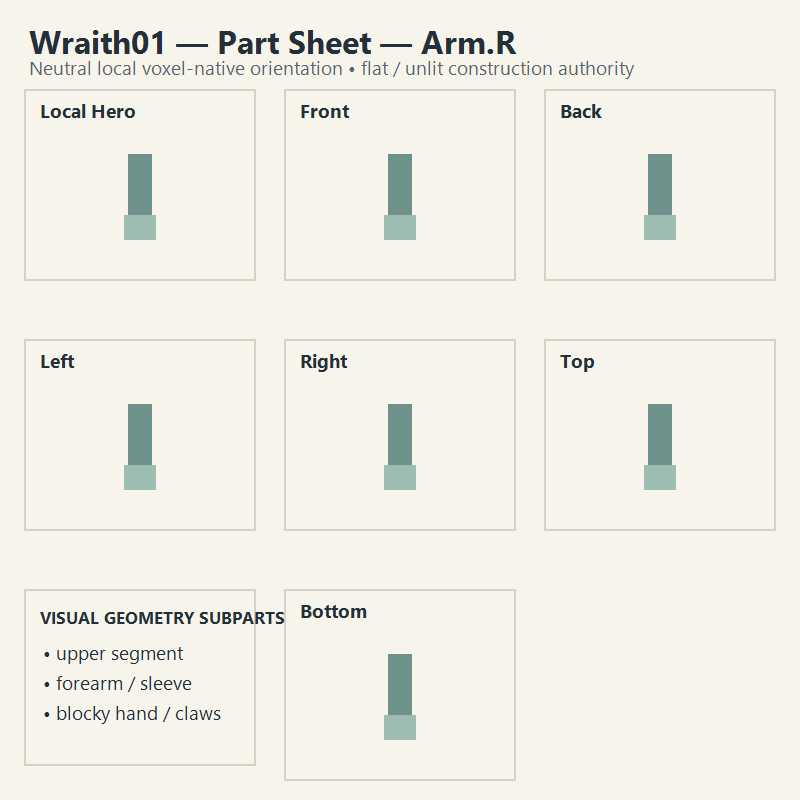 Wraith01 — Part Sheet — Arm.R
Neutral local voxel-native orientation • flat / unlit construction authority
Local Hero
Front
Back
Left
Right
Top
VISUAL GEOMETRY SUBPARTS
• upper segment
• forearm / sleeve
• blocky hand / claws
Bottom